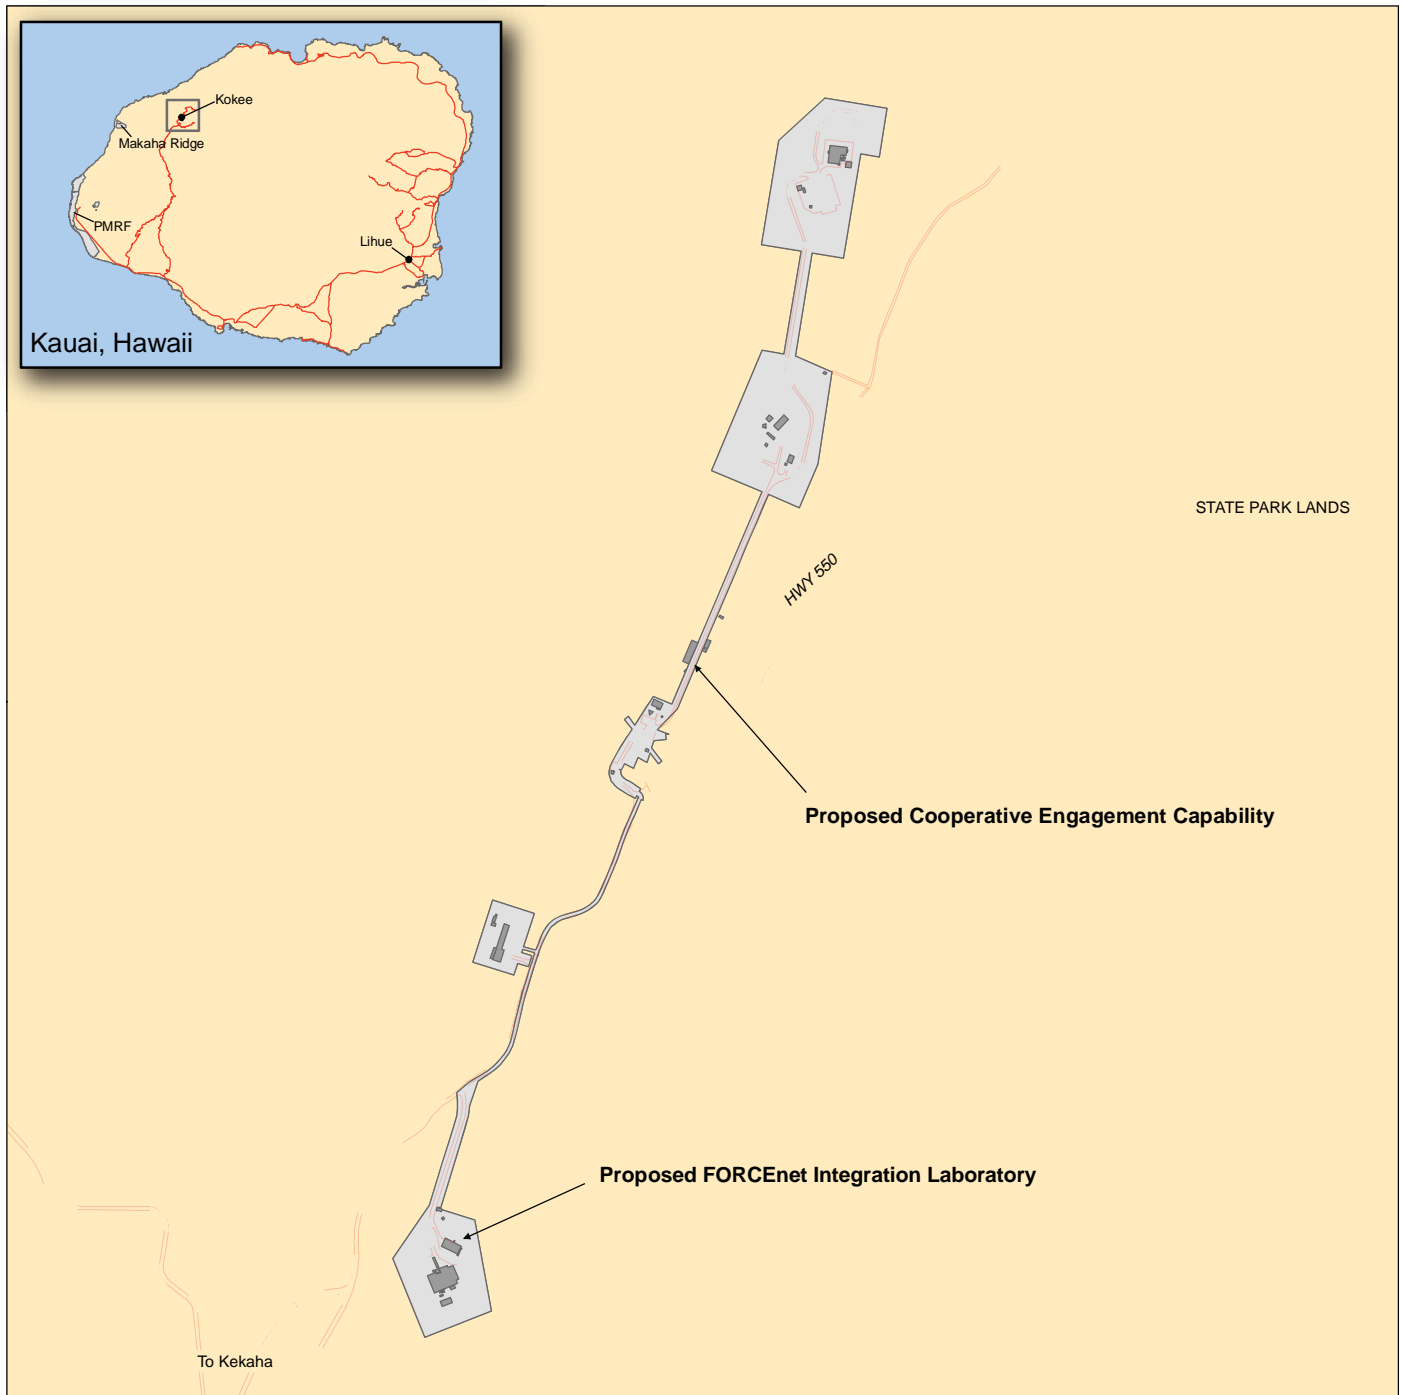 Kokee
Makaha Ridge
PMRF
Lihue
Kauai, Hawaii
STATE PARK LANDS
HWY 550
Proposed Cooperative Engagement Capability
Proposed FORCEnet Integration Laboratory
To Kekaha